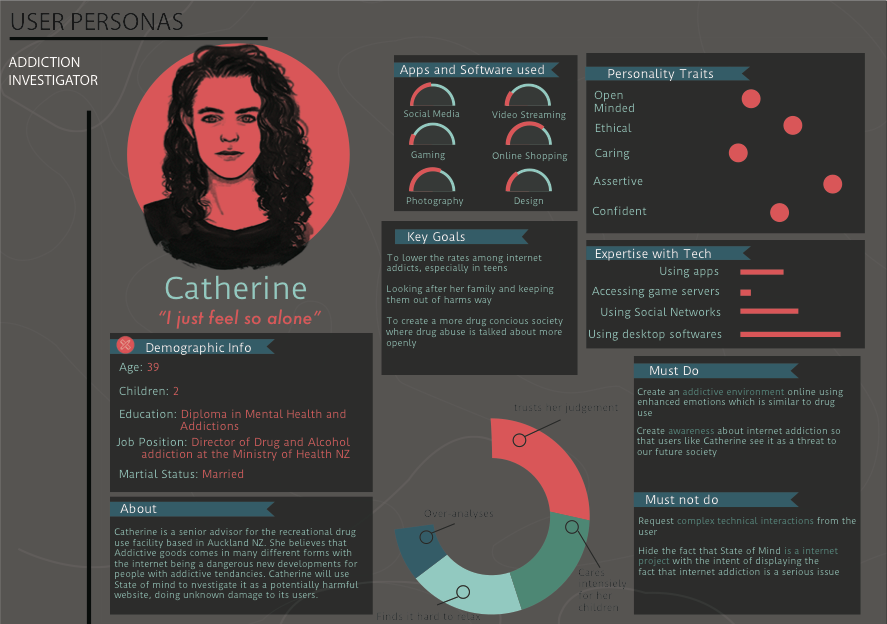 USER PERSONAS
ADDICTION
INVESTIGATOR
Catherine
“I just feel so alone”
Demographic Info
Age: 39
Children: 2
Education: Diploma in Mental Health and
Addictions
Job Position: Director of Drug and Alcohol
addiction at the Ministry of Health NZ
Martial Status: Married
About
Catherine is a senior advisor for the recreational drug
use facility based in Auckland NZ. She believes that
Addictive goods comes in many different forms with
the internet being a dangerous new developments for
people with addictive tendancies. Catherine will use
State of mind to nvestigate it as a potentially harmful
website, doing unknown damage to its users.
Apps and Software used
Social Media
Video Streaming
Gaming
Online Shopping
Photography
Design
Key Goals
To lower the rates among internet
addicts, especially in teens
Looking after her family and keeping
them out of harms way
To create a more drug concious society
where drug abuse is talked about more
openly
Trusts her judgement
Over analyses
Cares
intensely
for her
children
Finds it hard to relax
Personality Traits
Open
Minded
Ethical
Caring
Assertive
Confident
Expertise with Tech
Using apps
Accessing game servers
Using Social Networks
Using desktop softwares
Must Do
Create an addictive environment online using
enhanced emotions which is similar to drug
use
Create awareness about internet addiction so
that users like Catherine see it as a threat to
our future society
Must not do
Request complex technical interactions from the
user
Hide the fact that State of Mind is a internet
project with the intent of displaying the
fact that internet addiction is a serious issue